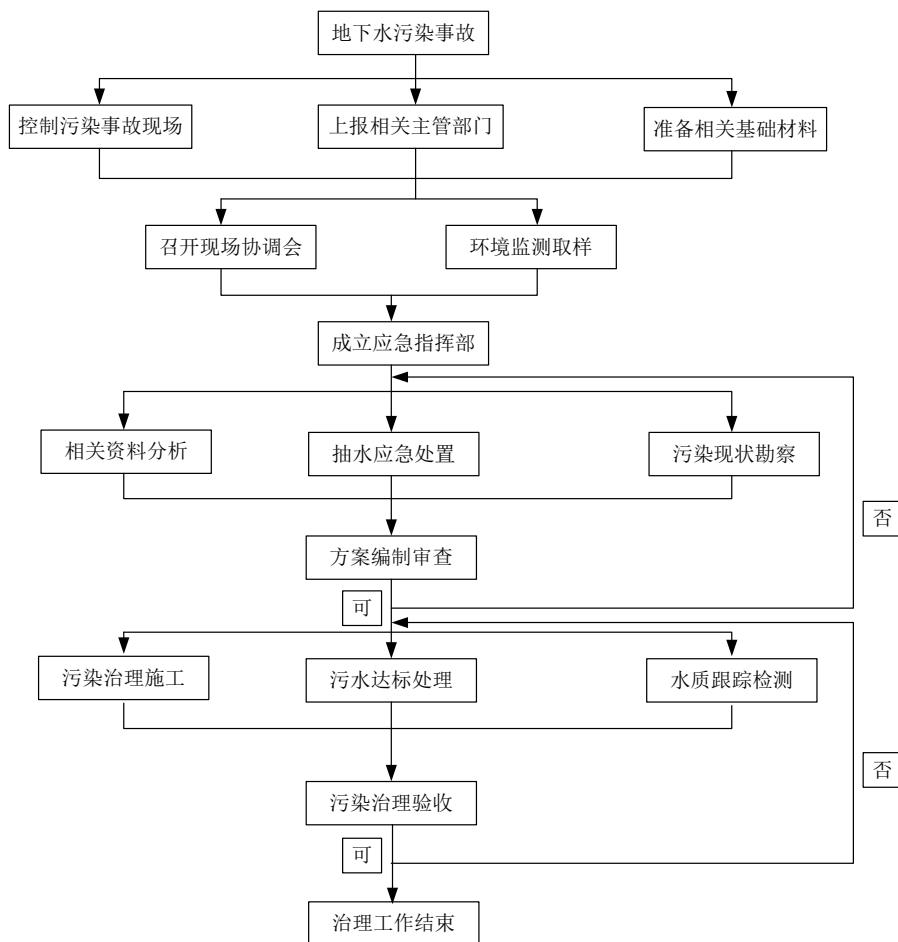 地下水污染事故
控制污染事故现场
上报相关主管部门
准备相关基础材料
召开现场协调会
环境监测取样
成立应急指挥部
相关资料分析
抽水应急处置
污染现状勘察
否
方案编制审查
可
污染治理施工
污水达标处理
水质跟踪检测
否
污染治理验收
可
治理工作结束